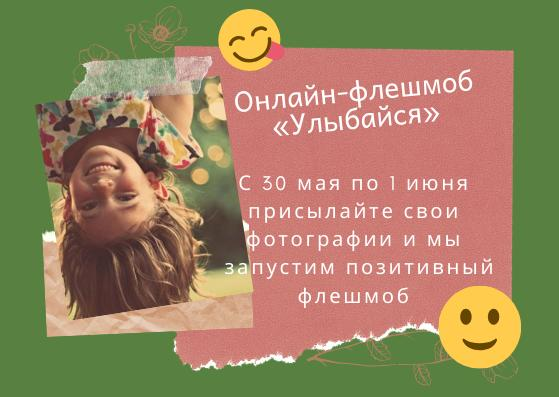 Онлайн-флешмоб
«Улыбайся»
С 30 мая по 1 июня
присылайте свои
фотографии и мы
запустим позитивный
флешмоб